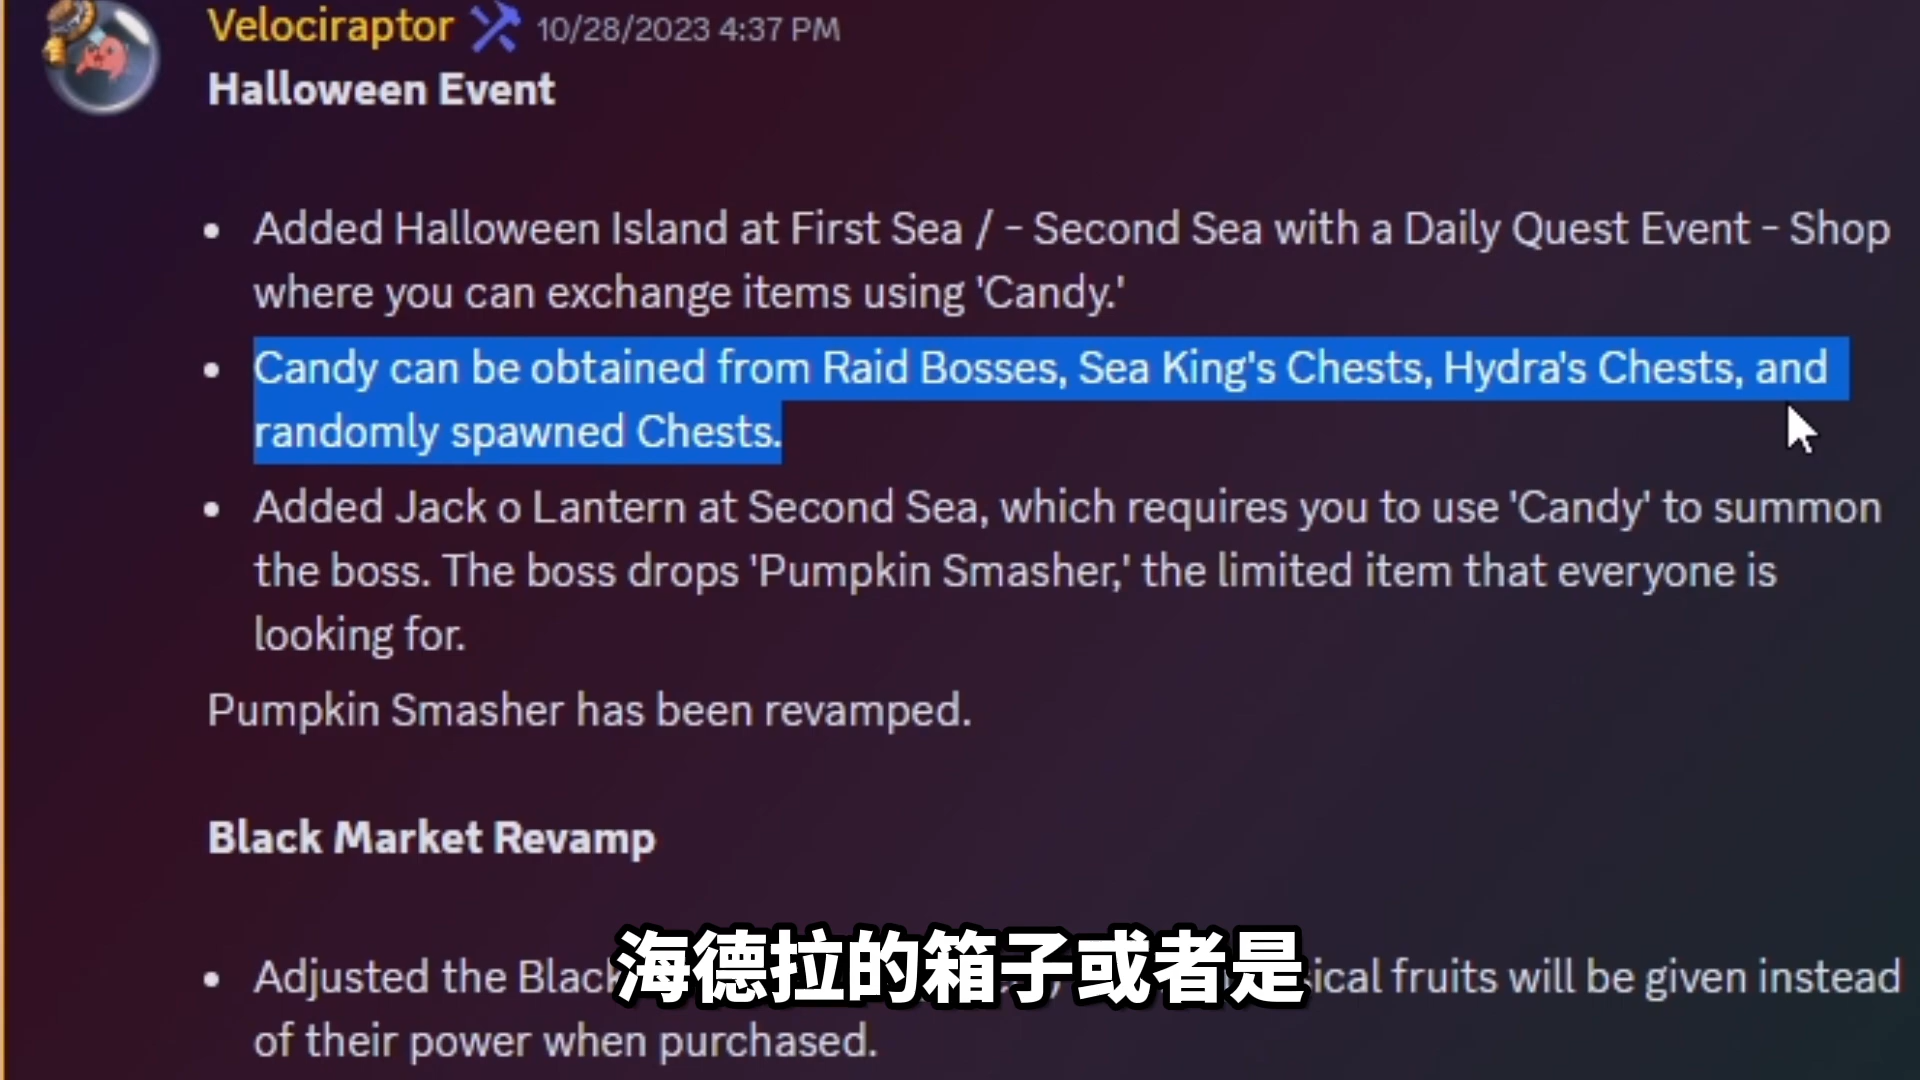 Velociraptor 10/28/2023 4:37 PM
Halloween Event
Added Halloween Island at First Sea / - Second Sea with a Daily Quest Event - Shop
where you can exchange items using 'Candy.'
Candy can be obtained from Raid Bosses, Sea King's Chests, Hydra's Chests, and
randomly spawned Chests.
Added Jack o Lantern at Second Sea, which requires you to use 'Candy' to summon
the boss. The boss drops 'Pumpkin Smasher,' the limited item that everyone is
looking for.
Pumpkin Smasher has been revamped.
Black Market Revamp
Adjusted the Black fruits will be given instead
of their power when purchased.
海德拉的箱子或者是